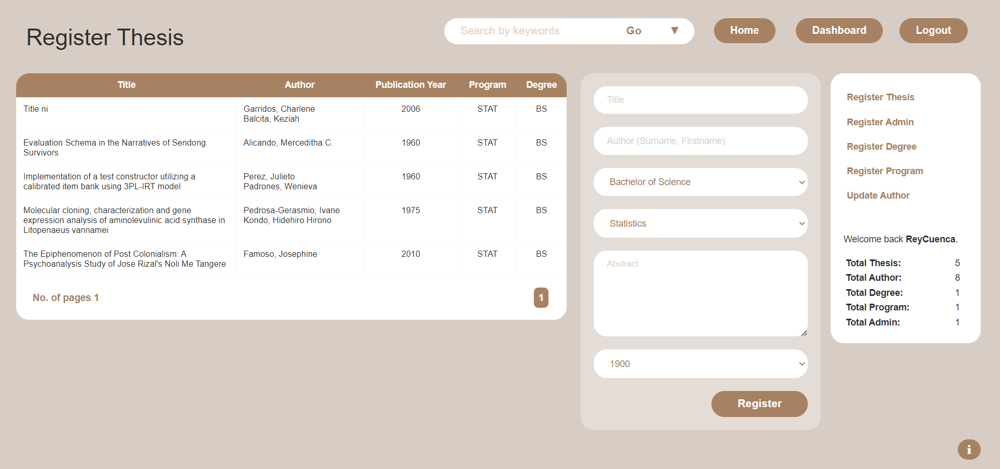 Register Thesis
Search by keywords Go ▼
Home
Dashboard
Logout
Title Author Publication Year Program Degree
Title ni Garridos, Charlene 2006 STAT BS
Balcita, Keziah
Evaluation Schema in the Narratives of Sendong Alicando, Merceditha C. 1960 STAT BS
Survivors
Implementation of a test constructor utilizing a Perez, Julieto 1960 STAT BS
calibrated item bank using 3PL-IRT model Padrones, Wenieva
Molecular cloning, characterization and gene Pedrosa-Gerasmio, Ivane 1975 STAT BS
expression analysis of aminolevulinic acid synthase in Kondo, Hidehiro Hirono
Litopenaeus vannamei
The Epiphenomenon of Post Colonialism: A Famoso, Josephine 2010 STAT BS
Psychoanalysis Study of Jose Rizal's Noli Me Tangere
No. of pages 1 1
Title
Author (Surname, Firstname)
Bachelor of Science
Statistics
Abstract
1900
Register
Register Thesis
Register Admin
Register Degree
Register Program
Update Author
Welcome back ReyCuenca.
Total Thesis: 5
Total Author: 8
Total Degree: 1
Total Program: 1
Total Admin: 1
i